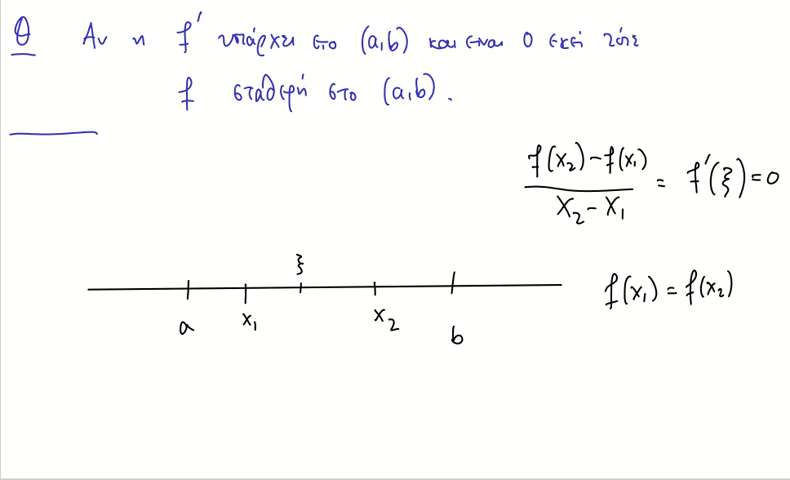 Θ Αν η f' υπάρχει στο (a,b) και είναι 0 εκεί τότε
f σταθερή στο (a,b).
(f(x₂)-f(x₁))/(x₂-x₁) = f'(ξ)=0
ξ
a x₁ x₂ b
f(x₁)=f(x₂)